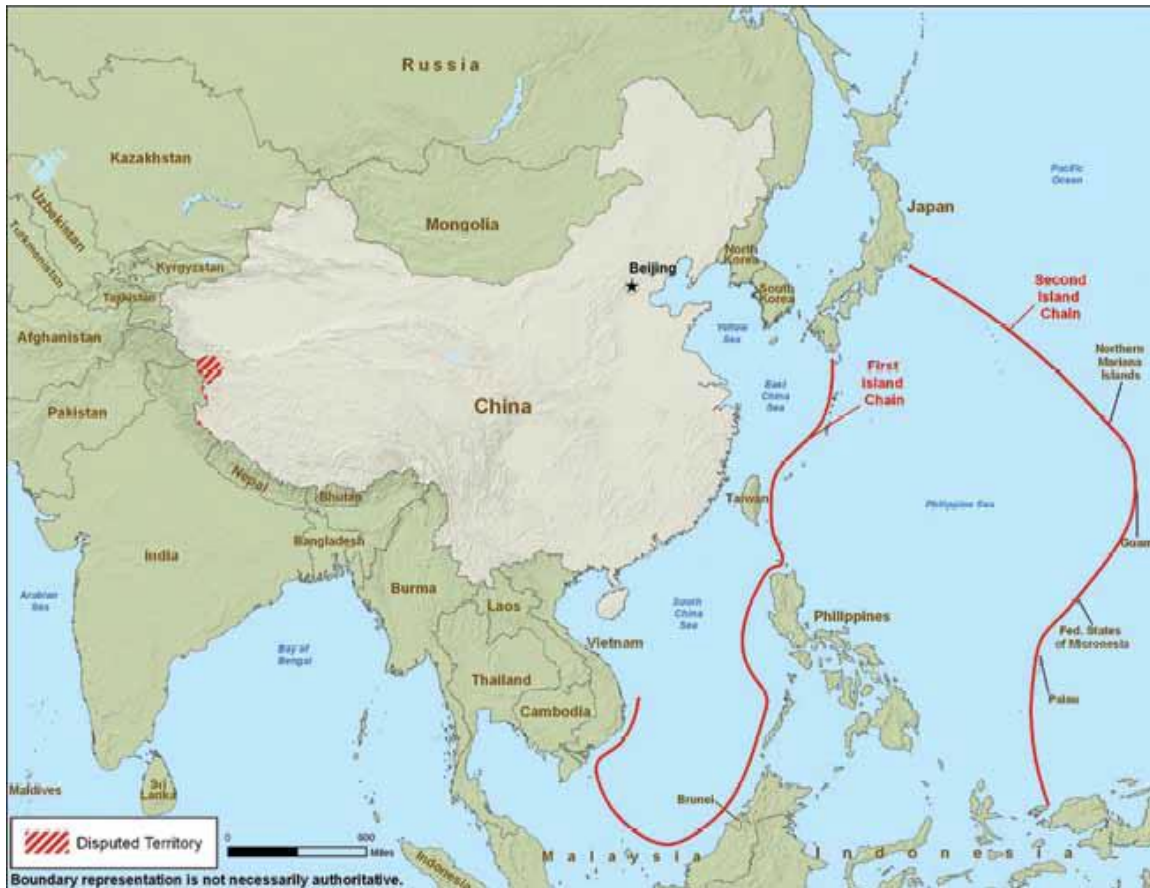 Russia
Kazakhstan
Mongolia
Uzbekistan
Turkmenistan
Kyrgyzstan
Tajikistan
Afghanistan
Pakistan
Beijing
North
Korea
South
Korea
Japan
Pacific
Ocean
Yellow
Sea
East
China
Sea
Second
Island
Chain
First
Island
Chain
Northern
Mariana
Islands
China
Nepal
Bhutan
India
Bangladesh
Burma
Laos
Taiwan
Philippine Sea
Guam
Arabian
Sea
Bay of
Bengal
South
China
Sea
Vietnam
Thailand
Cambodia
Philippines
Fed. States
of Micronesia
Palau
Maldives
Sri
Lanka
Brunei
Malaysia
Indonesia
Indonesia
Disputed Territory
0 600
Miles
Boundary representation is not necessarily authoritative.